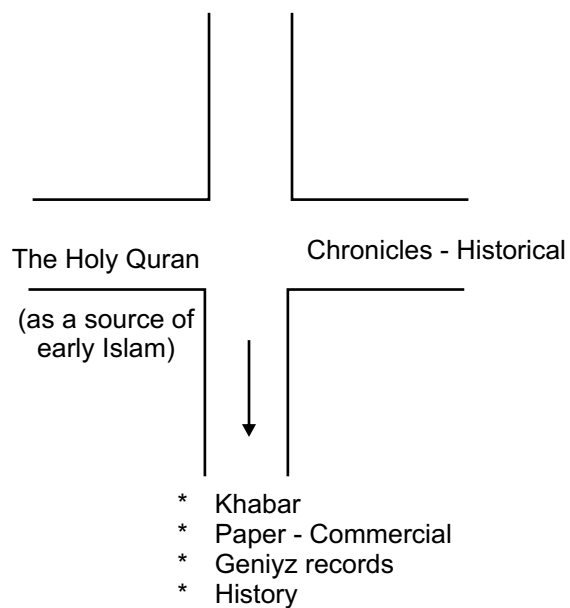 The Holy Quran
Chronicles - Historical
(as a source of
early Islam)
* Khabar
* Paper - Commercial
* Geniyz records
* History